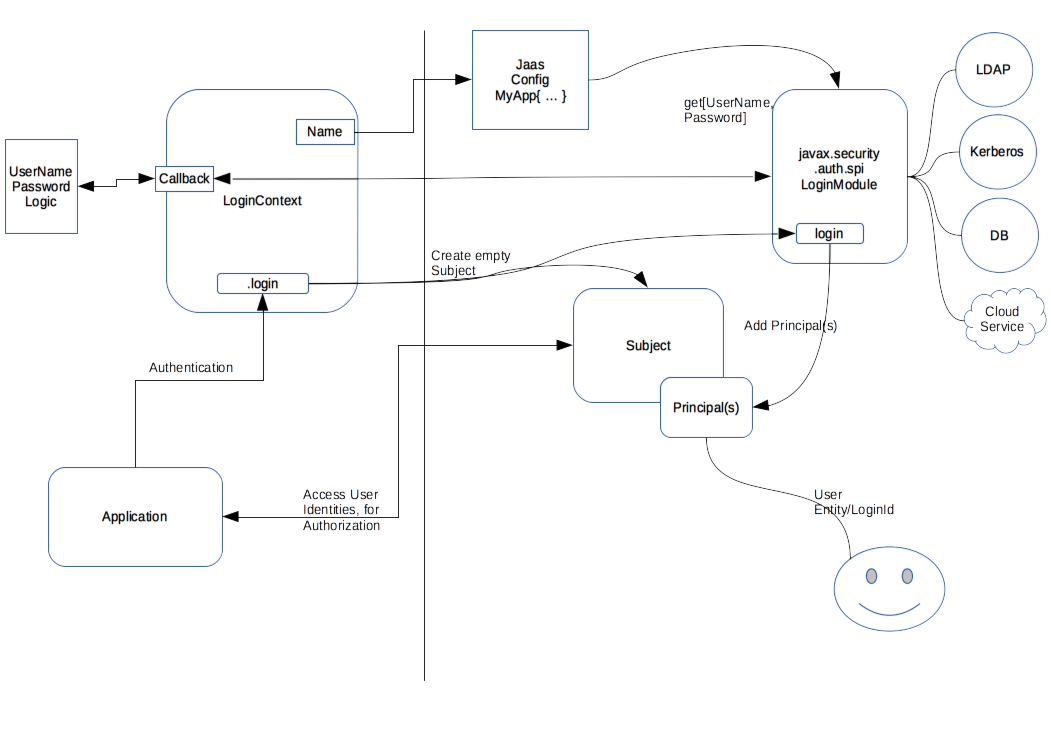 Jaas
Config
MyApp{ ... }
LDAP
get[UserName,
Password]
Name
Kerberos
javax.security
.auth.spi
LoginModule
UserName
Password
Logic
Callback
LoginContext
login
DB
Create empty
Subject
.login
Cloud
Service
Add Principal(s)
Subject
Authentication
Principal(s)
Access User
Identities, for
Authorization
Application
User
Entity/LoginId